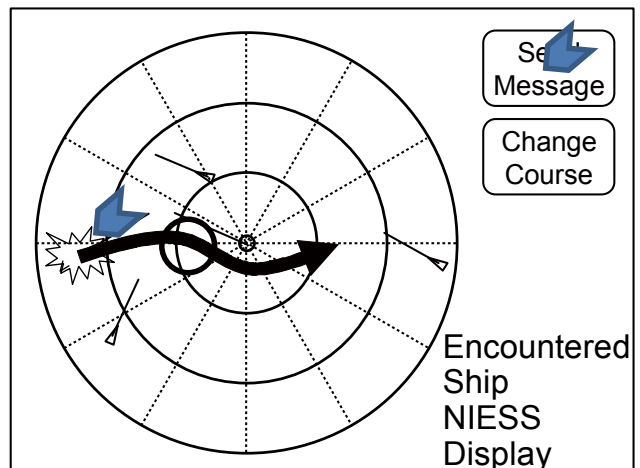 Message
Change
Course
Encountered
Ship
NIESS
Display